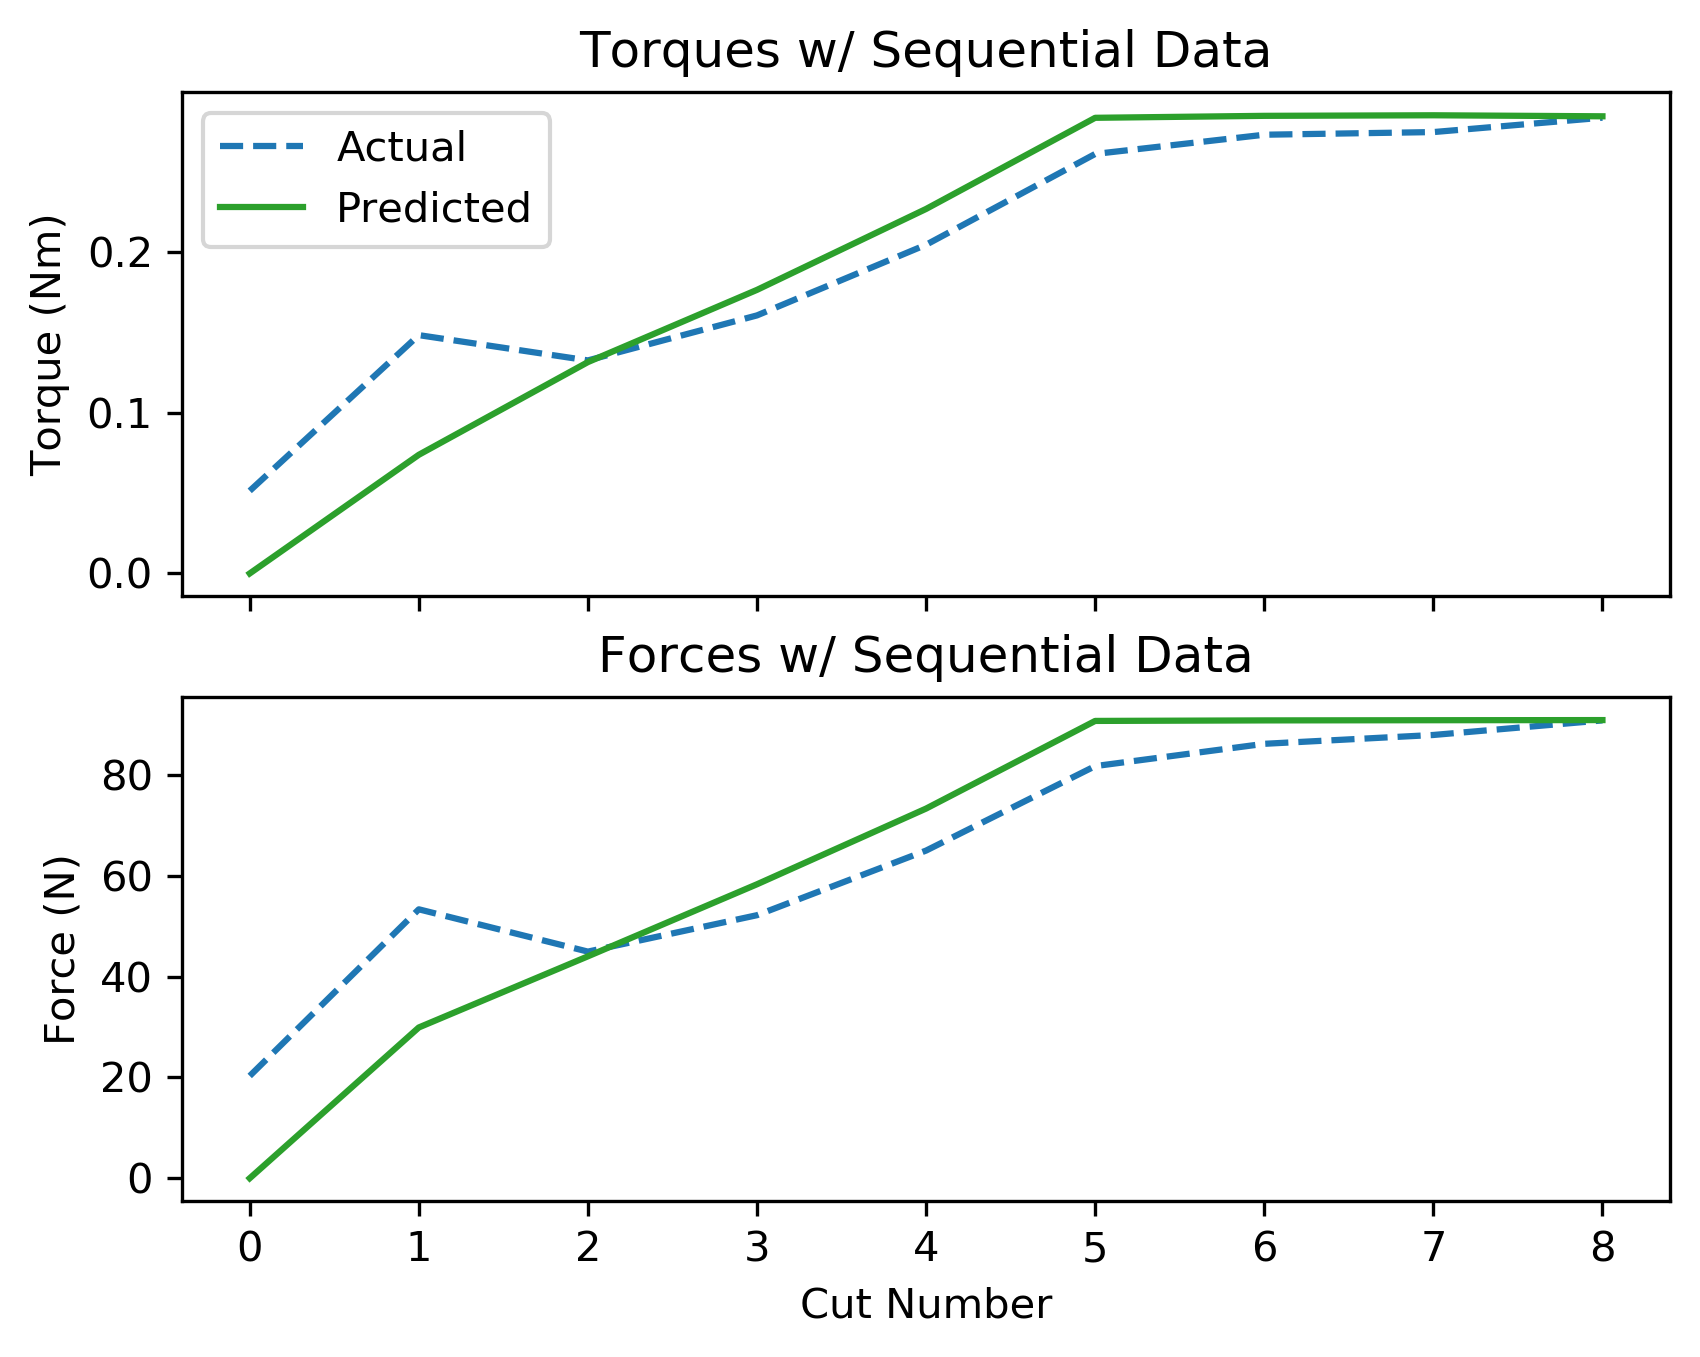 Torques w/ Sequential Data
Actual
Predicted
Torque (Nm)
0.2
0.1
0.0
Forces w/ Sequential Data
Force (N)
80
60
40
20
0
0 1 2 3 4 5 6 7 8
Cut Number